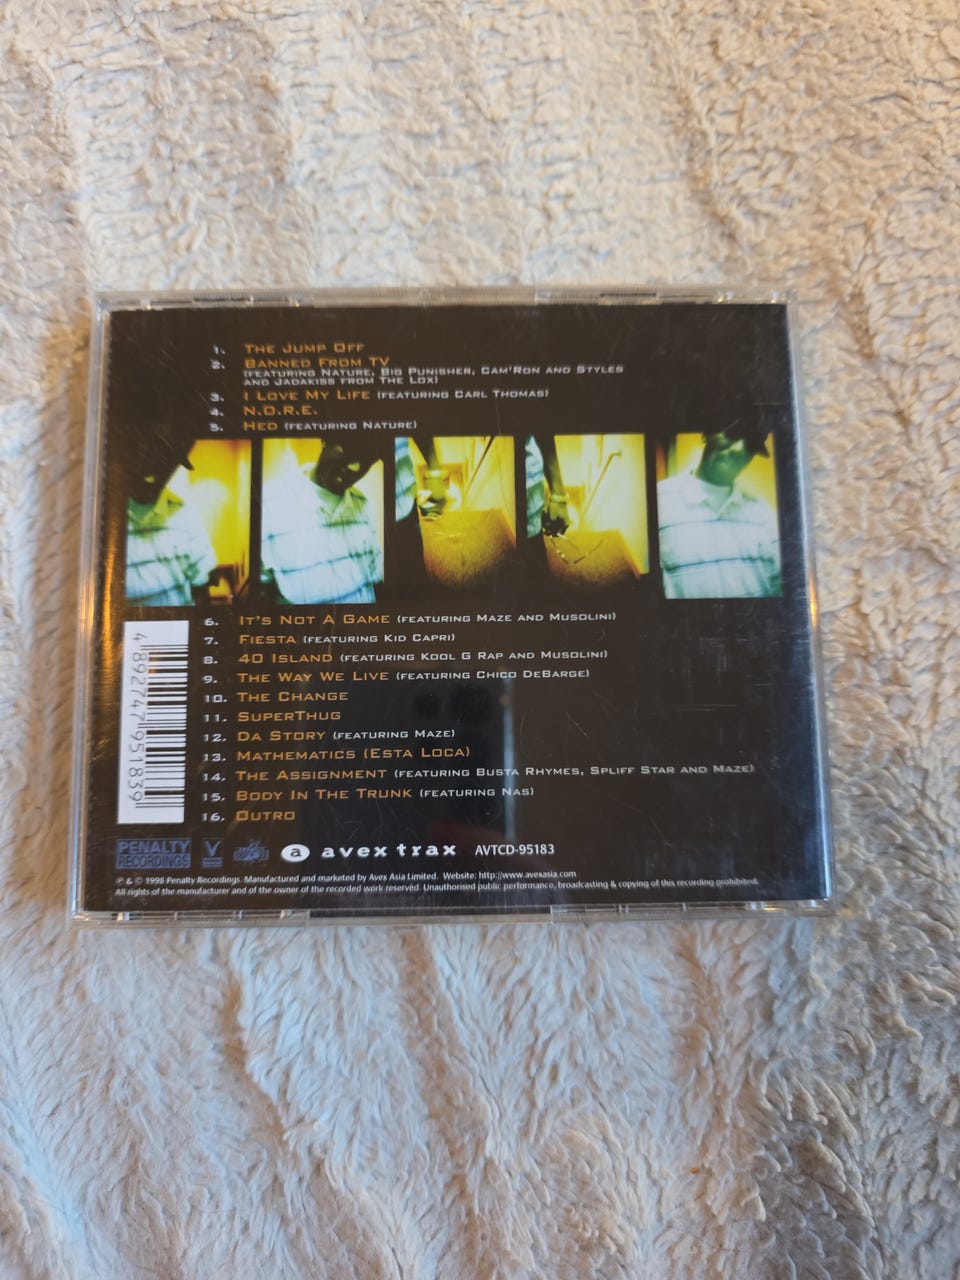 1. The Jump Off
2. Banned From TV
(featuring Nature, Big Punisher, Cam'Ron and Styles
and Jadakiss from The Lox)
3. I Love My Life (featuring Carl Thomas)
4. N.O.R.E.
5. Hed (featuring Nature)
6. It's Not A Game (featuring Maze and Musolini)
7. Fiesta (featuring Kid Capri)
8. 40 Island (featuring Kool G Rap and Musolini)
9. The Way We Live (featuring Chico DeBarge)
10. The Change
11. SuperThug
12. Da Story (featuring Maze)
13. Mathematics (Esta Loca)
14. The Assignment (featuring Busta Rhymes, Spliff Star and Maze)
15. Body In The Trunk (featuring Nas)
16. Outro
4 892747 951839
PENALTY
RECORDINGS
a avex trax AVTCD-95183
℗ & © 1998 Penalty Recordings. Manufactured and marketed by Avex Asia Limited. Website: http://www.avexasia.com
All rights of the manufacturer and of the owner of the recorded work reserved. Unauthorised public performance, broadcasting & copying of this recording prohibited.